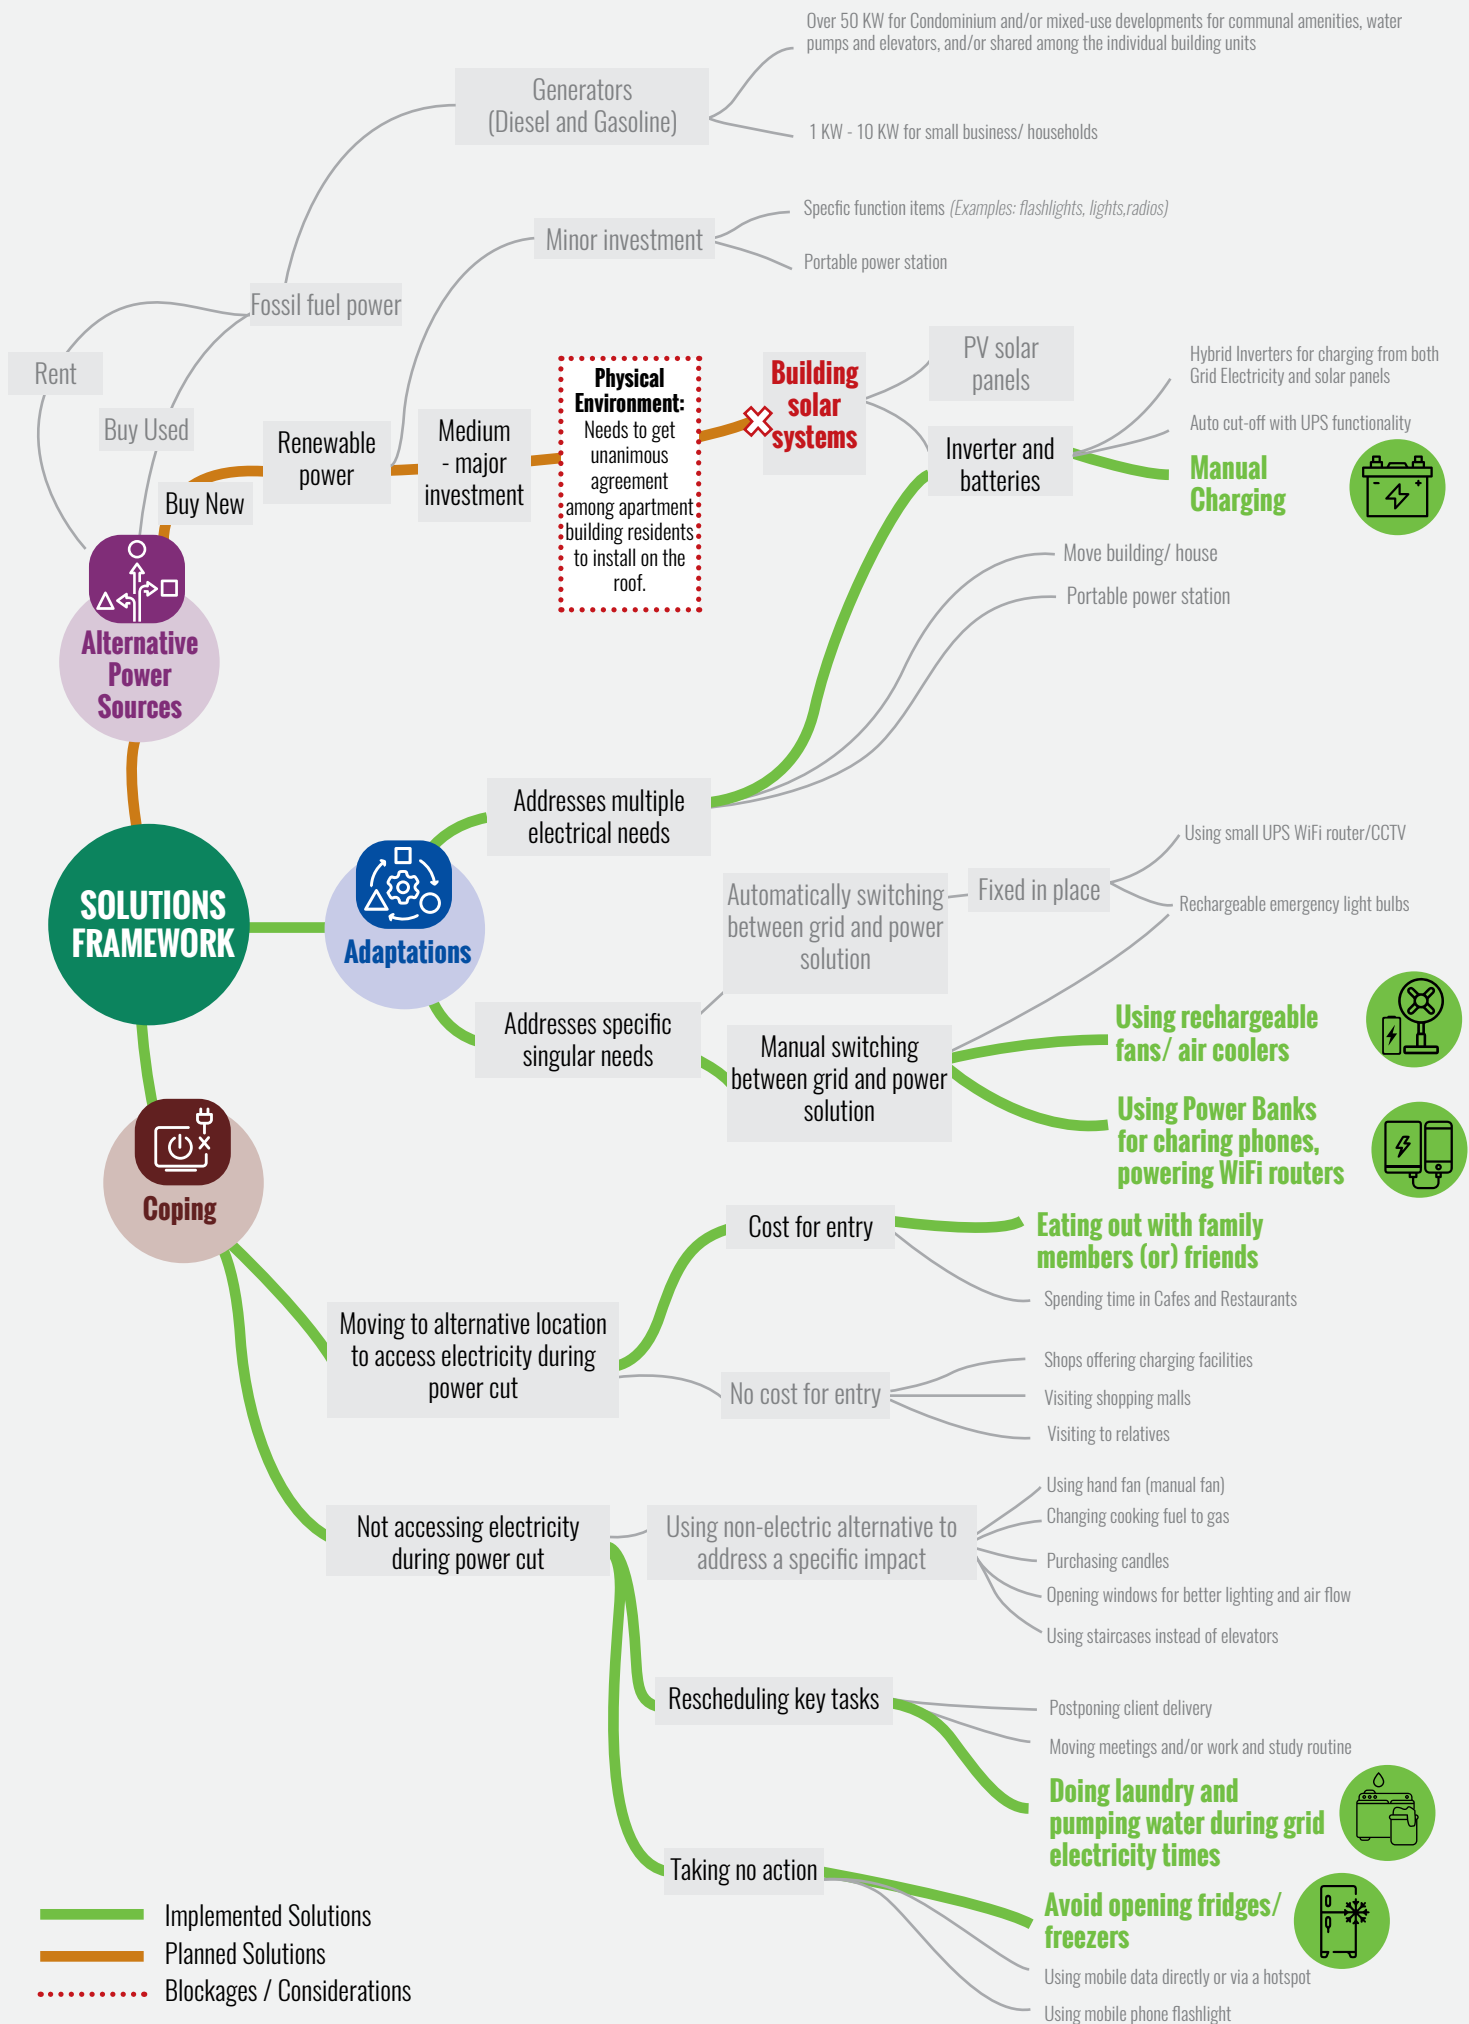 Over 50 KW for Condominium and/or mixed-use developments for communal amenities, water
pumps and elevators, and/or shared among the individual building units
Generators
(Diesel and Gasoline)
1 KW - 10 KW for small business/ households
Specfic function items (Examples: flashlights, lights,radios)
Minor investment
Portable power station
Fossil fuel power
Rent
Buy Used
Buy New
Renewable
power
Medium
- major
investment
Physical
Environment:
Needs to get
unanimous
agreement
among apartment
building residents
to install on the
roof.
Building
solar
systems
PV solar
panels
Inverter and
batteries
Hybrid Inverters for charging from both
Grid Electricity and solar panels
Auto cut-off with UPS functionality
Manual
Charging
Move building/ house
Portable power station
Alternative
Power
Sources
Addresses multiple
electrical needs
SOLUTIONS
FRAMEWORK
Adaptations
Automatically switching
between grid and power
solution
Fixed in place
Using small UPS WiFi router/CCTV
Rechargeable emergency light bulbs
Addresses specific
singular needs
Manual switching
between grid and power
solution
Using rechargeable
fans/ air coolers
Using Power Banks
for charing phones,
powering WiFi routers
Coping
Cost for entry
Eating out with family
members (or) friends
Spending time in Cafes and Restaurants
Moving to alternative location
to access electricity during
power cut
No cost for entry
Shops offering charging facilities
Visiting shopping malls
Visiting to relatives
Not accessing electricity
during power cut
Using non-electric alternative to
address a specific impact
Using hand fan (manual fan)
Changing cooking fuel to gas
Purchasing candles
Opening windows for better lighting and air flow
Using staircases instead of elevators
Rescheduling key tasks
Postponing client delivery
Moving meetings and/or work and study routine
Doing laundry and
pumping water during grid
electricity times
Taking no action
Avoid opening fridges/
freezers
Using mobile data directly or via a hotspot
Using mobile phone flashlight
Implemented Solutions
Planned Solutions
Blockages / Considerations